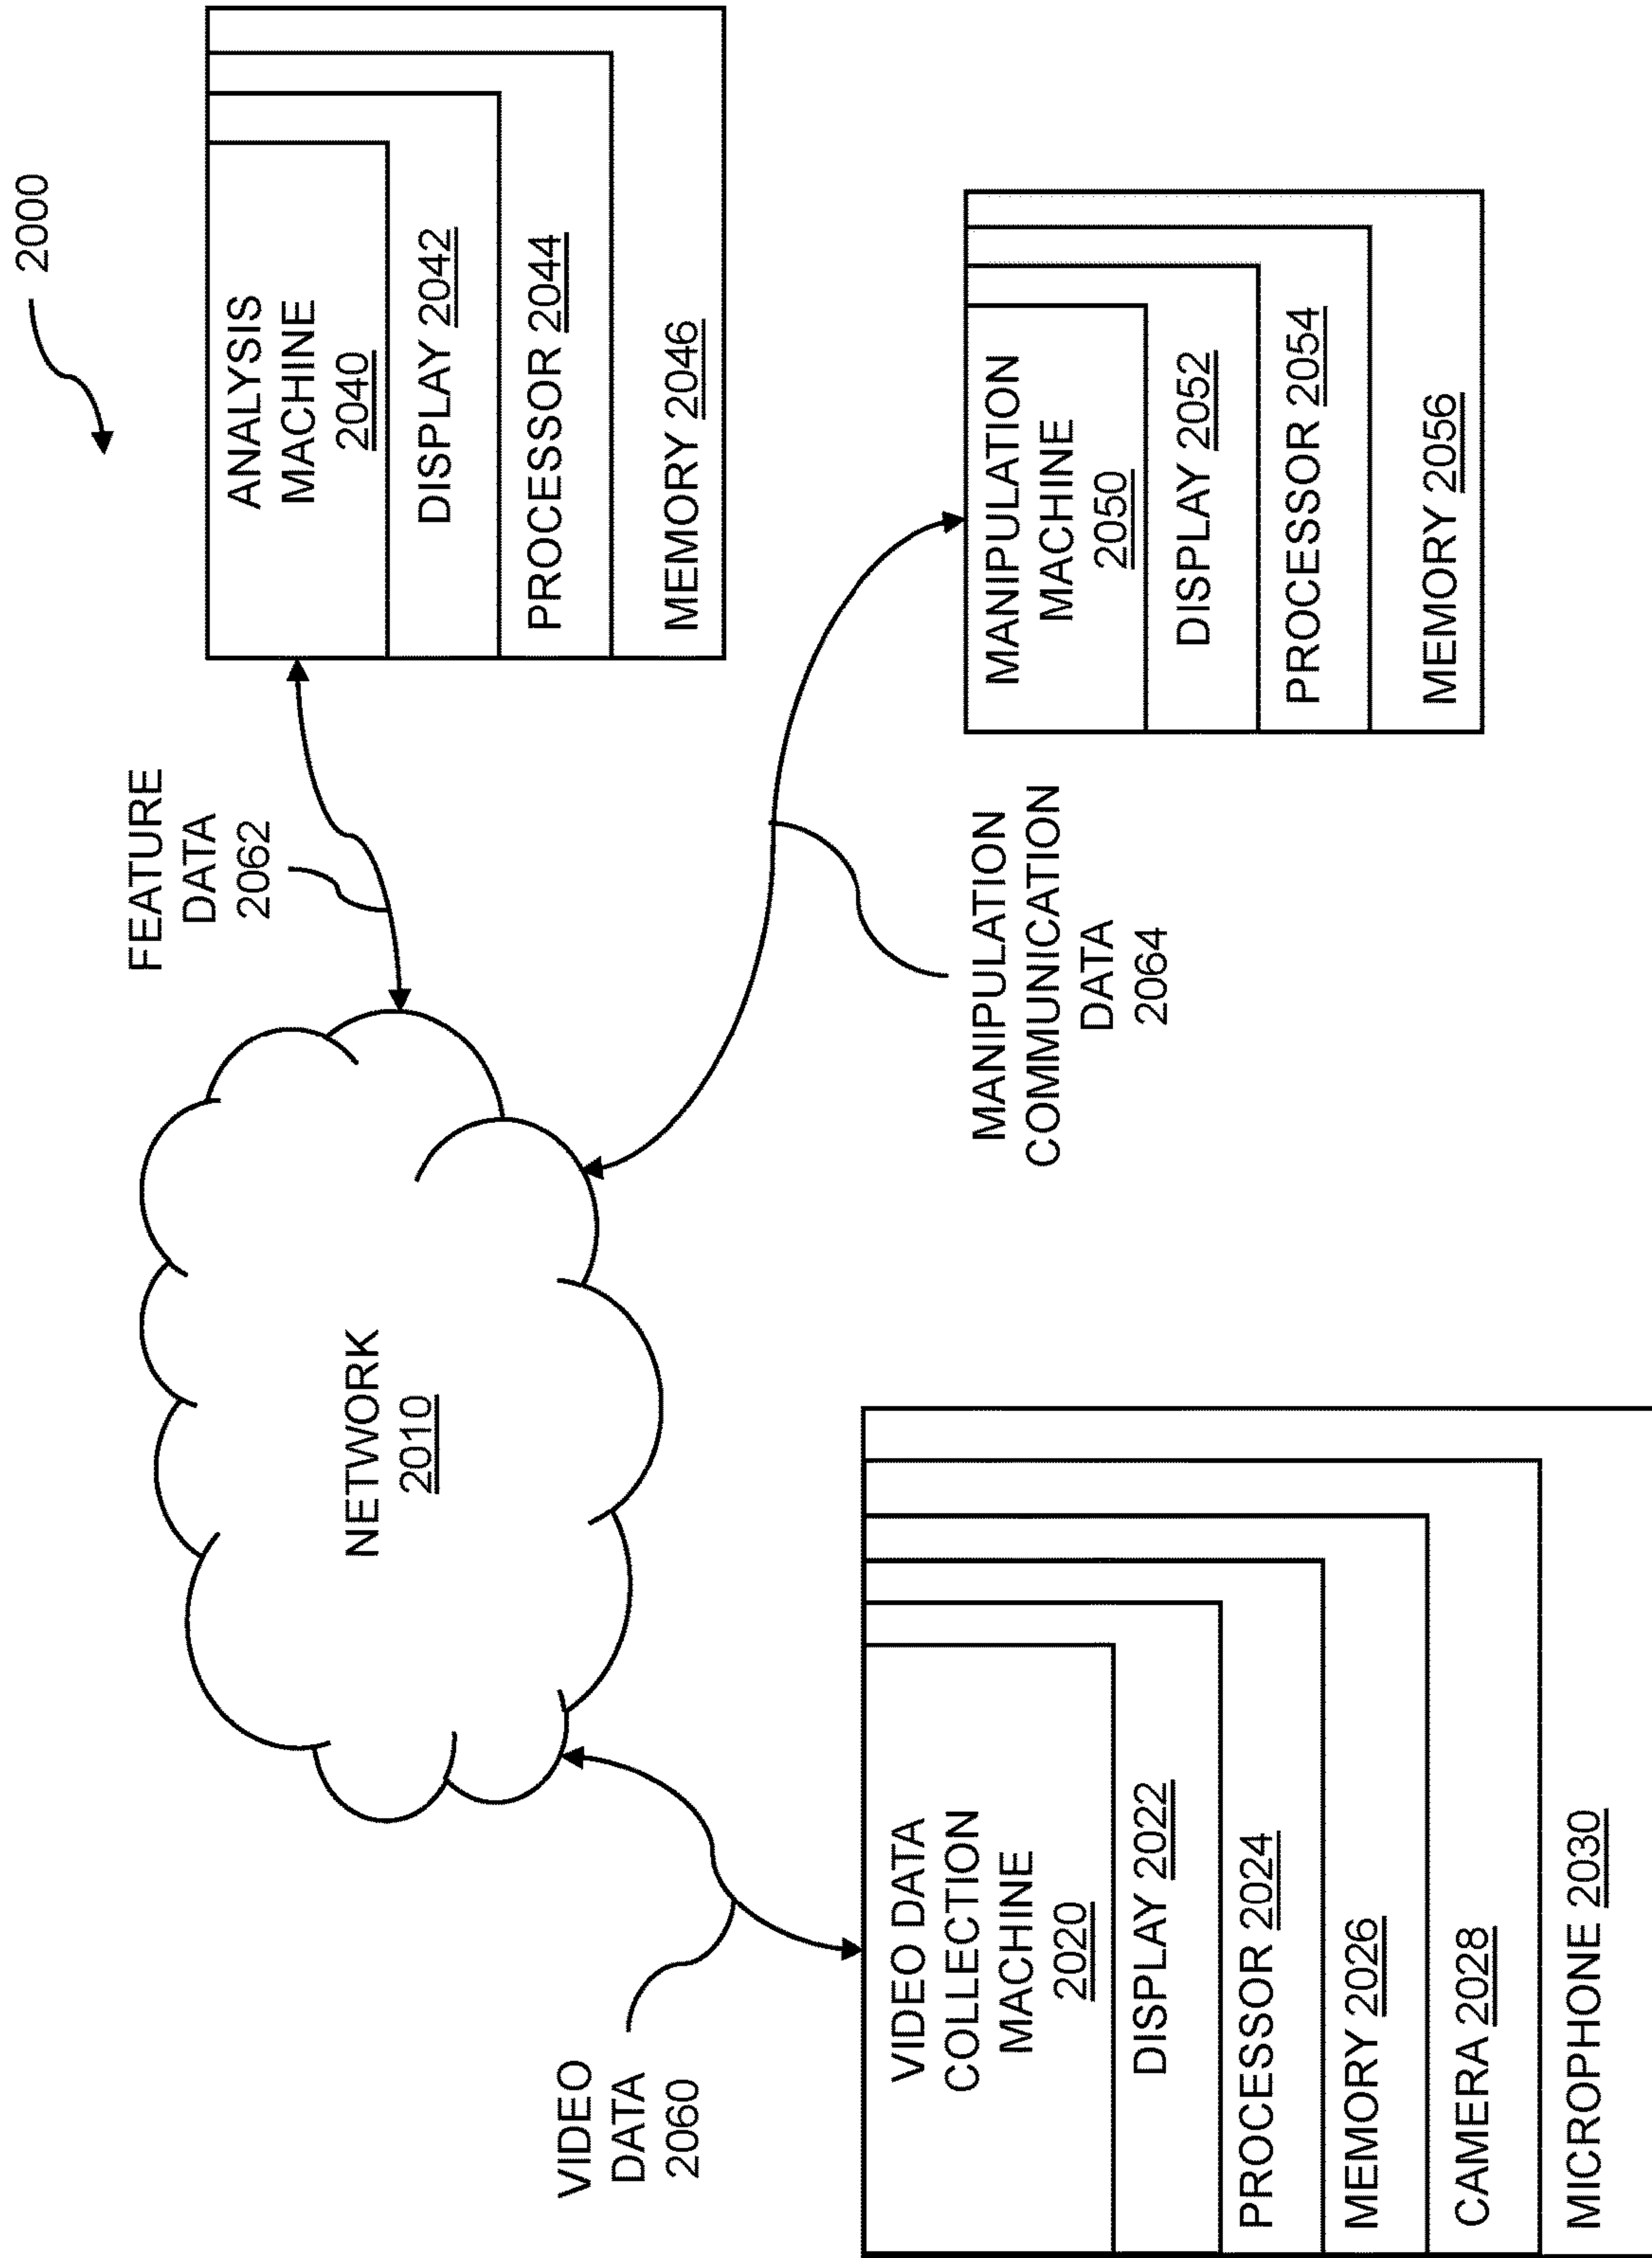 2000
NETWORK
2010
FEATURE
DATA
2062
ANALYSIS
MACHINE
2040
DISPLAY 2042
PROCESSOR 2044
MEMORY 2046
VIDEO
DATA
2060
VIDEO DATA
COLLECTION
MACHINE
2020
DISPLAY 2022
PROCESSOR 2024
MEMORY 2026
CAMERA 2028
MICROPHONE 2030
MANIPULATION
COMMUNICATION
DATA
2064
MANIPULATION
MACHINE
2050
DISPLAY 2052
PROCESSOR 2054
MEMORY 2056